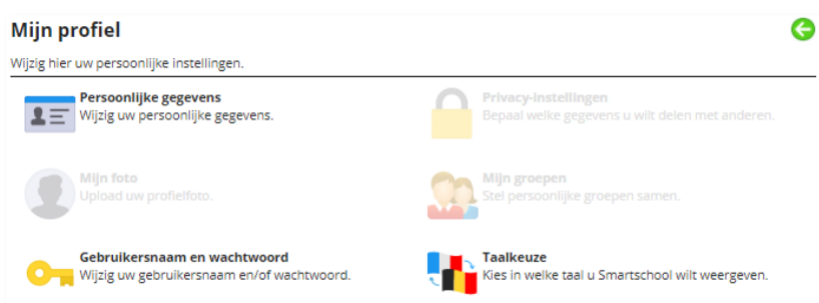 Mijn profiel
Wijzig hier uw persoonlijke instellingen.
Persoonlijke gegevens
Wijzig uw persoonlijke gegevens.
Privacy-instellingen
Bepaal welke gegevens u wilt delen met anderen.
Mijn foto
Upload uw profielfoto.
Mijn groepen
Stel persoonlijke groepen samen.
Gebruikersnaam en wachtwoord
Wijzig uw gebruikersnaam en/of wachtwoord.
Taalkeuze
Kies in welke taal u Smartschool wilt weergeven.